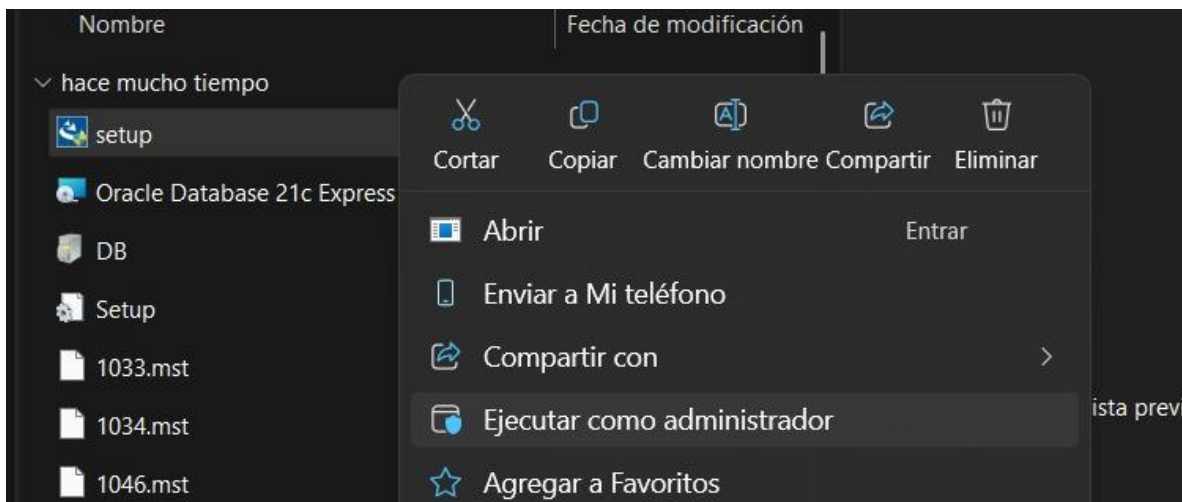 Nombre
Fecha de modificación
hace mucho tiempo
setup
Oracle Database 21c Express
DB
Setup
1033.mst
1034.mst
1046.mst
Cortar
Copiar
Cambiar nombre
Compartir
Eliminar
Abrir
Entrar
Enviar a Mi teléfono
Compartir con
Ejecutar como administrador
Agregar a Favoritos
ista previ